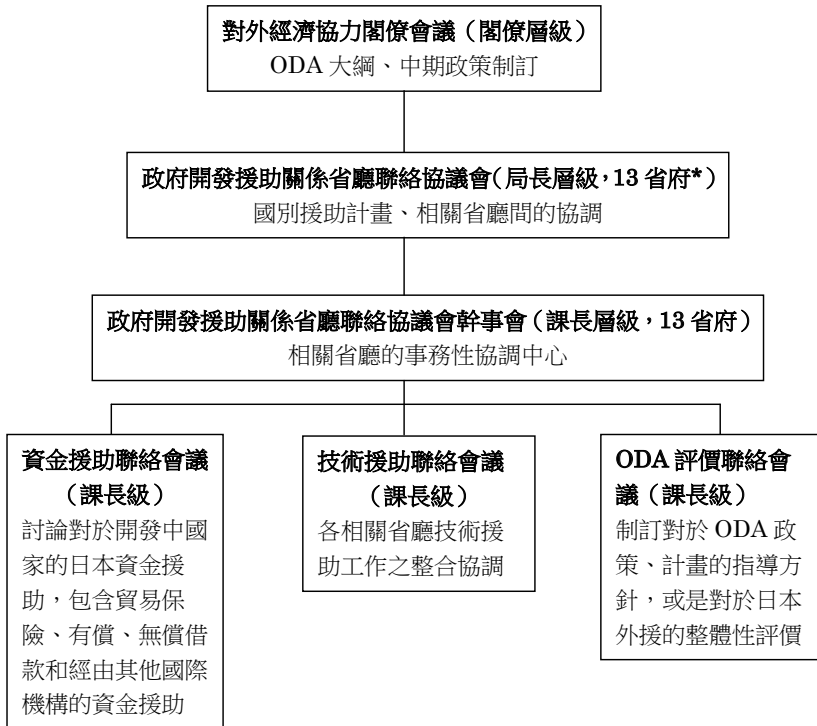 對外經濟協力閣僚會議（閣僚層級）
ODA 大綱、中期政策制訂
政府開發援助關係省廳聯絡協議會（局長層級，13 省府*）
國別援助計畫、相關省廳間的協調
政府開發援助關係省廳聯絡協議會幹事會（課長層級，13 省府）
相關省廳的事務性協調中心
資金援助聯絡會議
（課長級）
討論對於開發中國
家的日本資金援
助，包含貿易保
險、有償、無償借
款和經由其他國際
機構的資金援助
技術援助聯絡會議
（課長級）
各相關省廳技術援
助工作之整合協調
ODA 評價聯絡會
議（課長級）
制訂對於 ODA 政
策、計畫的指導方
針，或是對於日本
外援的整體性評價